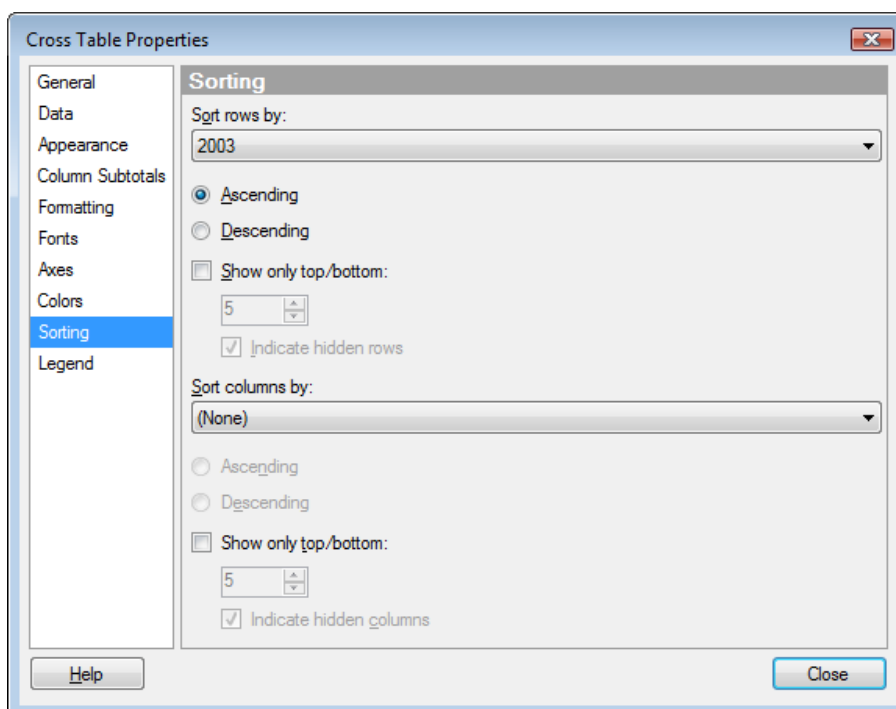 Cross Table Properties
General
Data
Appearance
Column Subtotals
Formatting
Fonts
Axes
Colors
Sorting
Legend
Sorting
Sort rows by:
2003
Ascending
Descending
Show only top/bottom:
5
Indicate hidden rows
Sort columns by:
(None)
Ascending
Descending
Show only top/bottom:
5
Indicate hidden columns
Help
Close